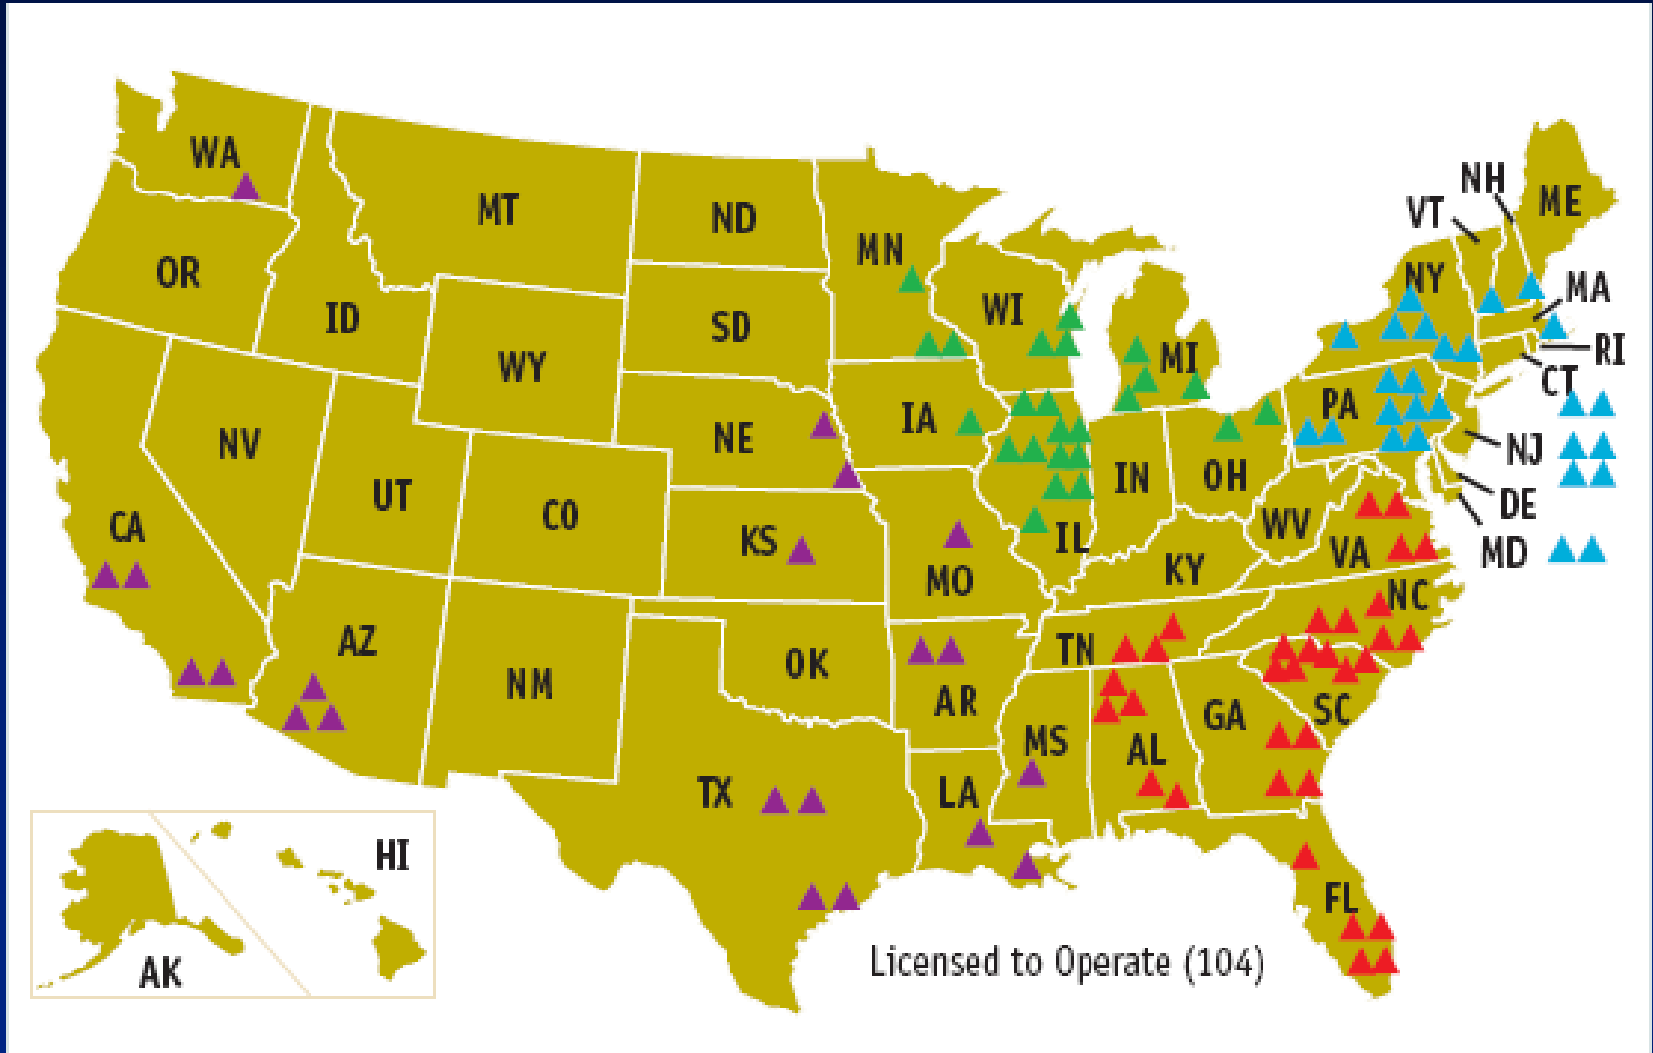 WA
MT
ND
MN
NH
VT
ME
OR
ID
SD
WI
NY
MA
WY
MI
RI
CT
NV
NE
IA
PA
NJ
UT
CO
IN
OH
DE
CA
KS
IL
WV
VA
MD
MO
KY
NC
AZ
NM
OK
TN
AR
SC
MS
GA
AL
TX
LA
HI
AK
FL
Licensed to Operate (104)